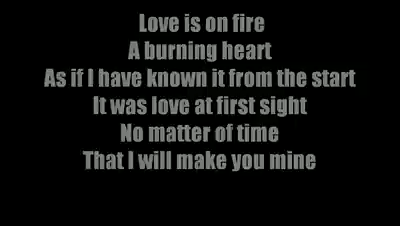 Love is on fire
A burning heart
As if I have known it from the start
It was love at first sight
No matter of time
That I will make you mine